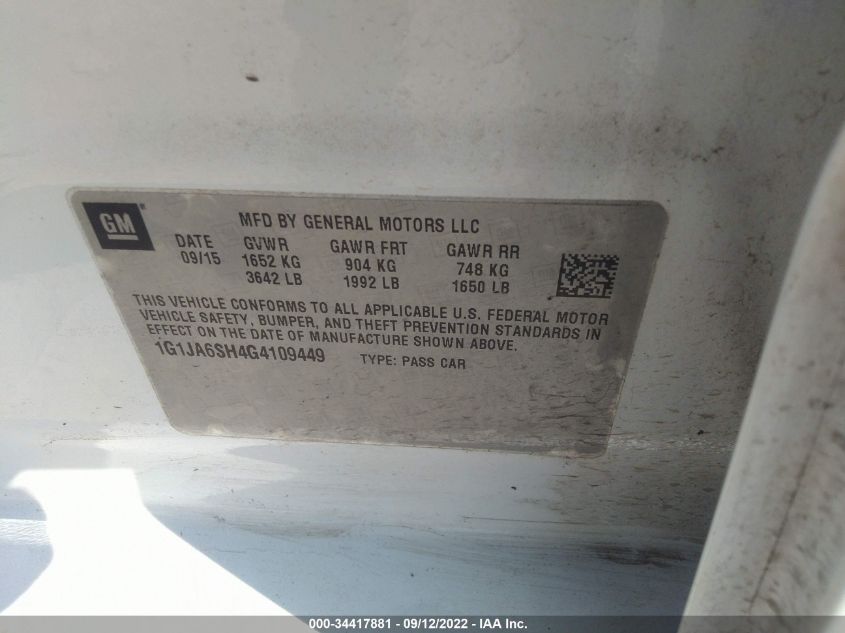 GM
MFD BY GENERAL MOTORS LLC
DATE GVWR GAWR FRT GAWR RR
09/15 1652 KG 904 KG 748 KG
3642 LB 1992 LB 1650 LB
THIS VEHICLE CONFORMS TO ALL APPLICABLE U.S. FEDERAL MOTOR
VEHICLE SAFETY, BUMPER, AND THEFT PREVENTION STANDARDS IN
EFFECT ON THE DATE OF MANUFACTURE SHOWN ABOVE.
1G1JA6SH4G4109449 TYPE: PASS CAR
000-34417881 - 09/12/2022 - IAA Inc.